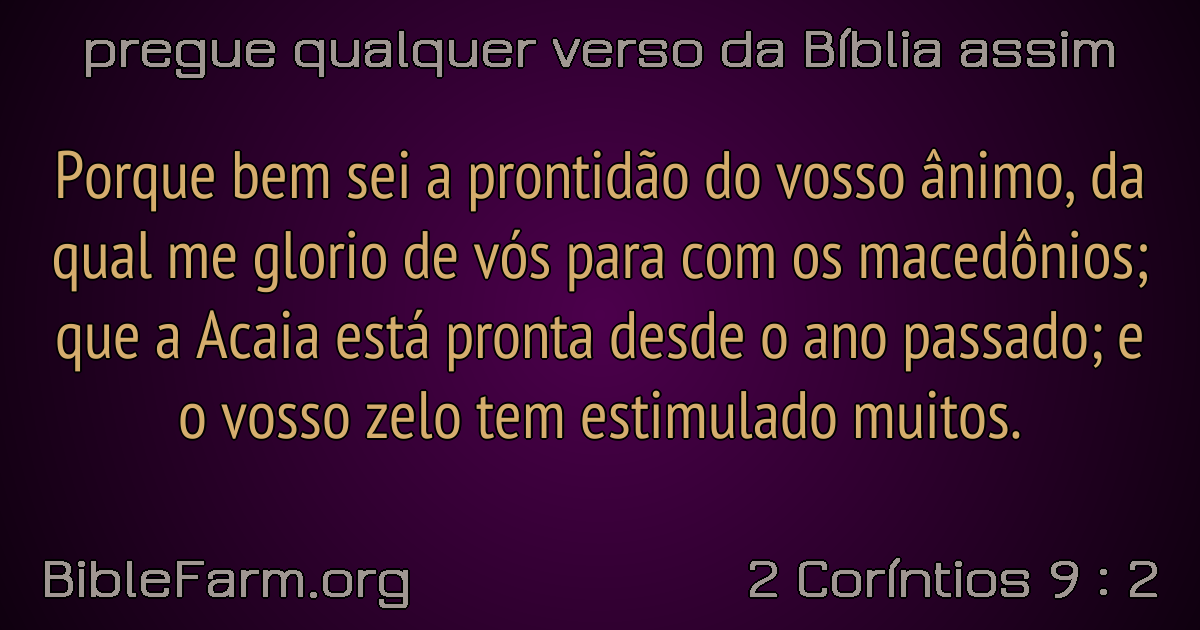 pregue qualquer verso da Bíblia assim
Porque bem sei a prontidão do vosso ânimo, da
qual me glorio de vós para com os macedônios;
que a Acaia está pronta desde o ano passado; e
o vosso zelo tem estimulado muitos.
BibleFarm.org
2 Coríntios 9 : 2